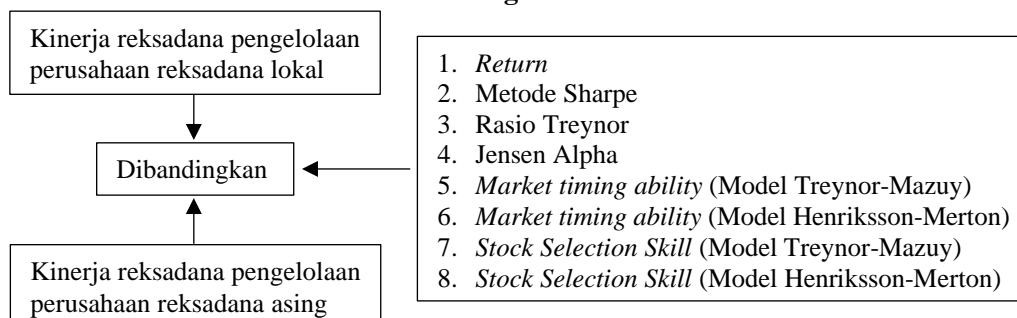 Kinerja reksadana pengelolaan
perusahaan reksadana lokal
Dibandingkan
Kinerja reksadana pengelolaan
perusahaan reksadana asing
1. Return
2. Metode Sharpe
3. Rasio Treynor
4. Jensen Alpha
5. Market timing ability (Model Treynor-Mazuy)
6. Market timing ability (Model Henriksson-Merton)
7. Stock Selection Skill (Model Treynor-Mazuy)
8. Stock Selection Skill (Model Henriksson-Merton)